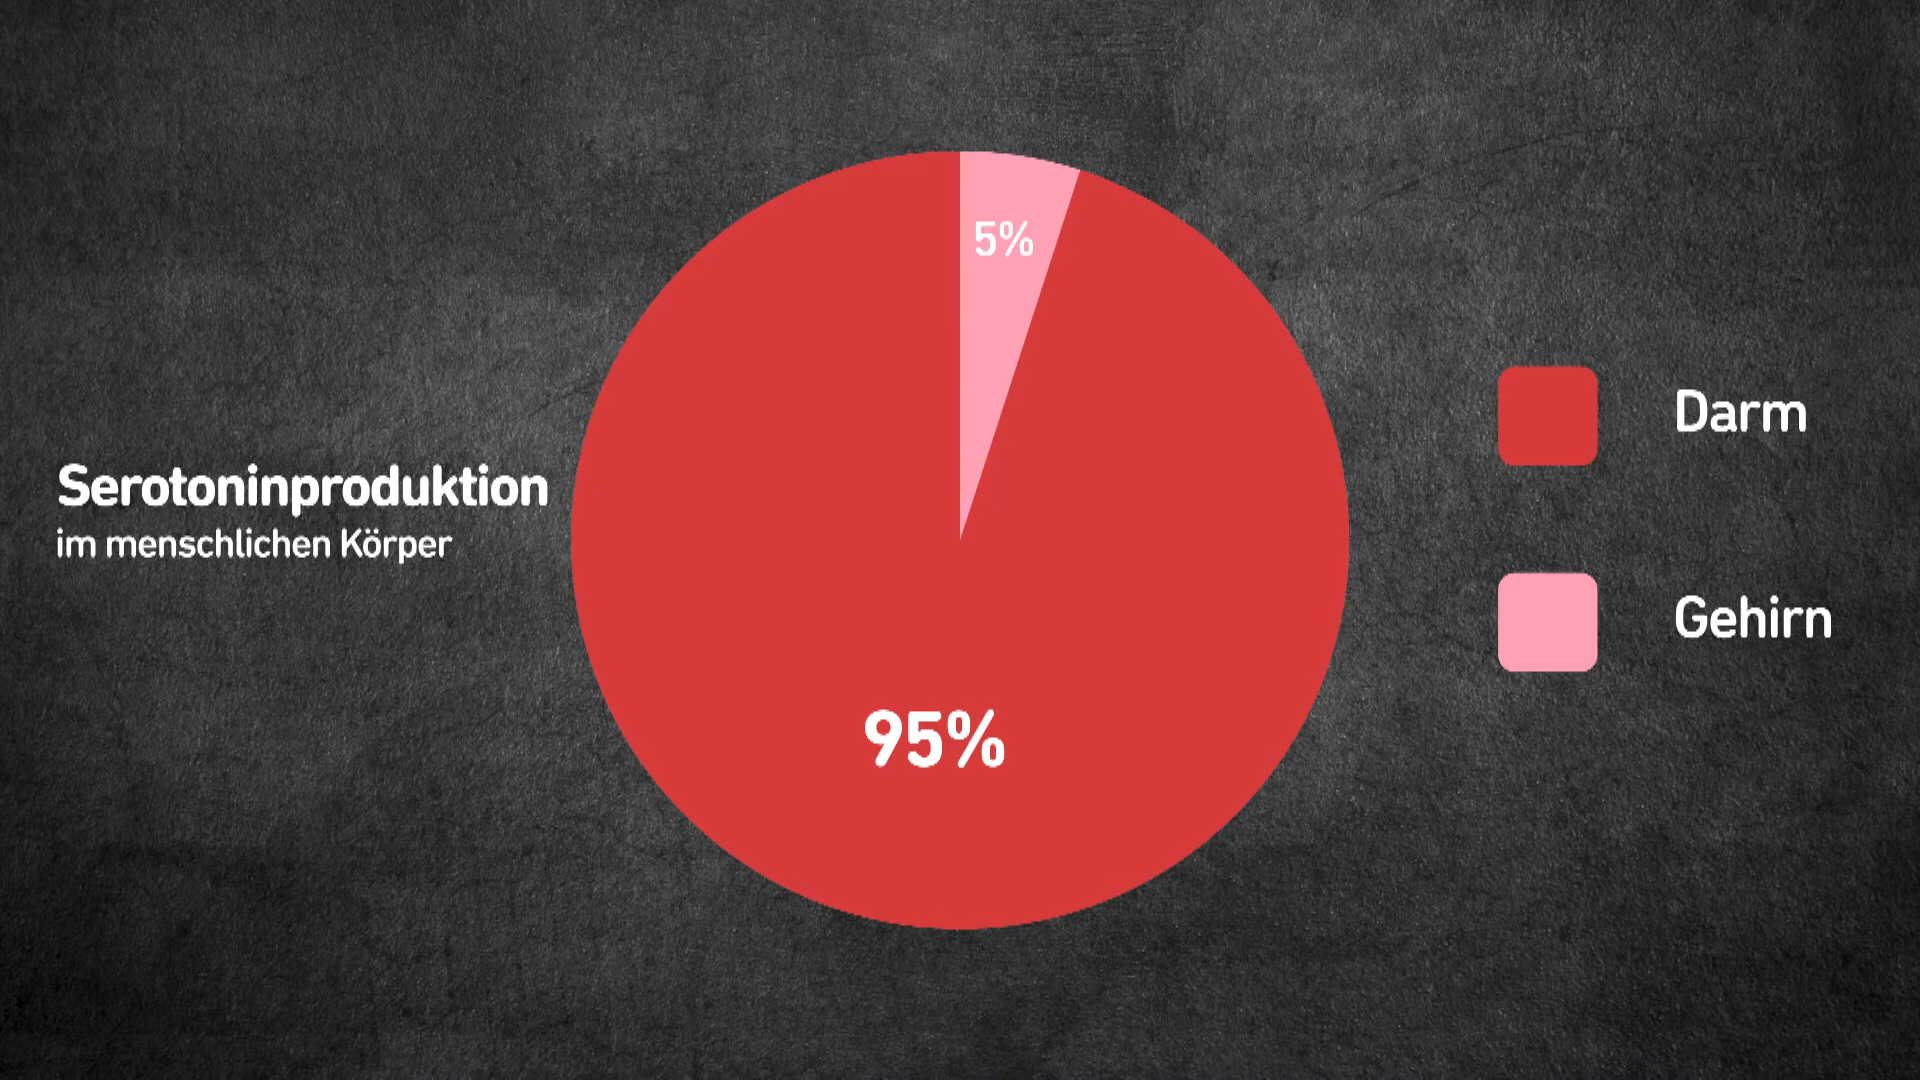 Serotoninproduktion
im menschlichen Körper
5%
95%
Darm
Gehirn